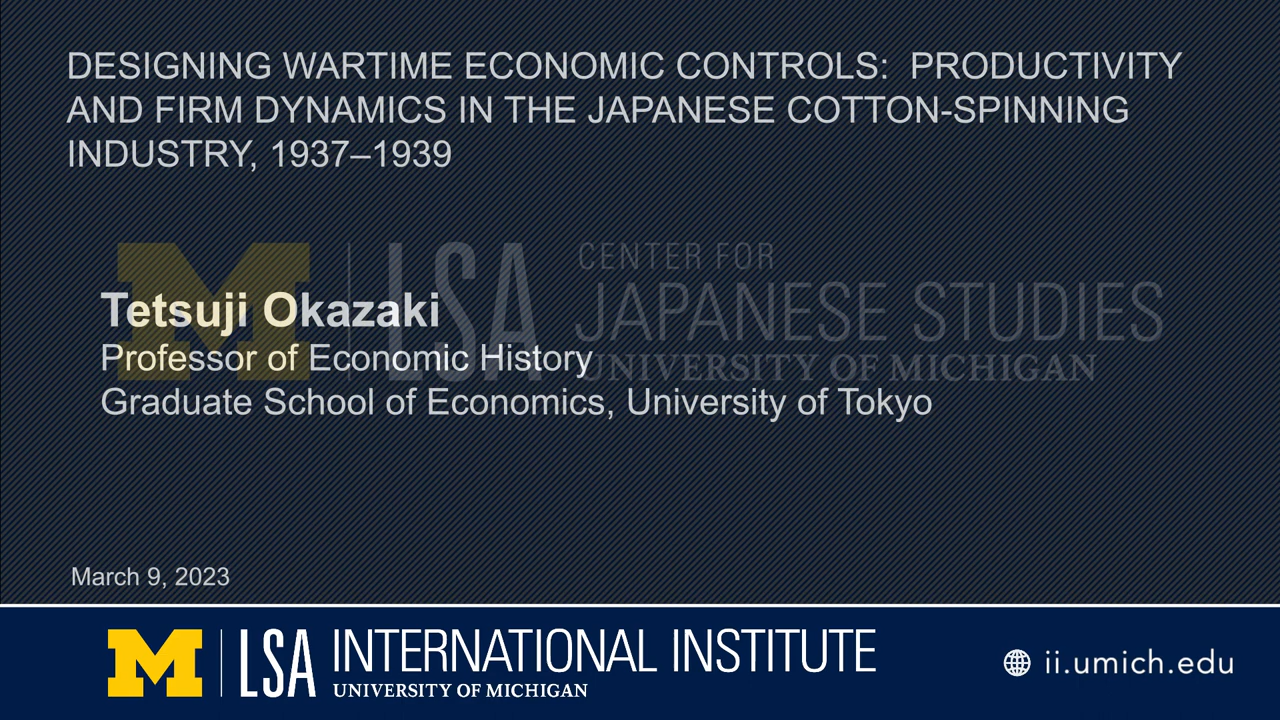 DESIGNING WARTIME ECONOMIC CONTROLS:  PRODUCTIVITY
AND FIRM DYNAMICS IN THE JAPANESE COTTON-SPINNING
INDUSTRY, 1937–1939
M LSA CENTER FOR
JAPANESE STUDIES
UNIVERSITY OF MICHIGAN
Tetsuji Okazaki
Professor of Economic History
Graduate School of Economics, University of Tokyo
March 9, 2023
M LSA INTERNATIONAL INSTITUTE
UNIVERSITY OF MICHIGAN
ii.umich.edu